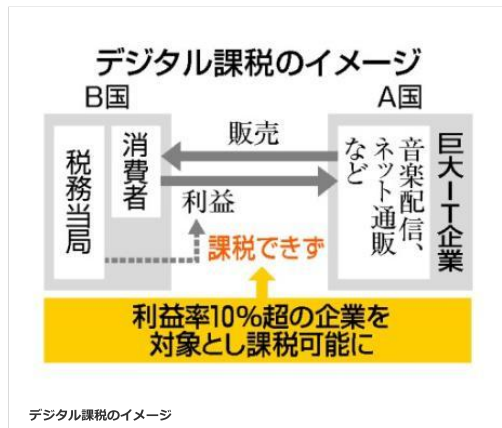 デジタル課税のイメージ
B国
A国
税務当局
消費者
販売
利益
課税できず
音楽配信、
ネット通販
など
巨大IT企業
利益率10%超の企業を
対象とし課税可能に
デジタル課税のイメージ